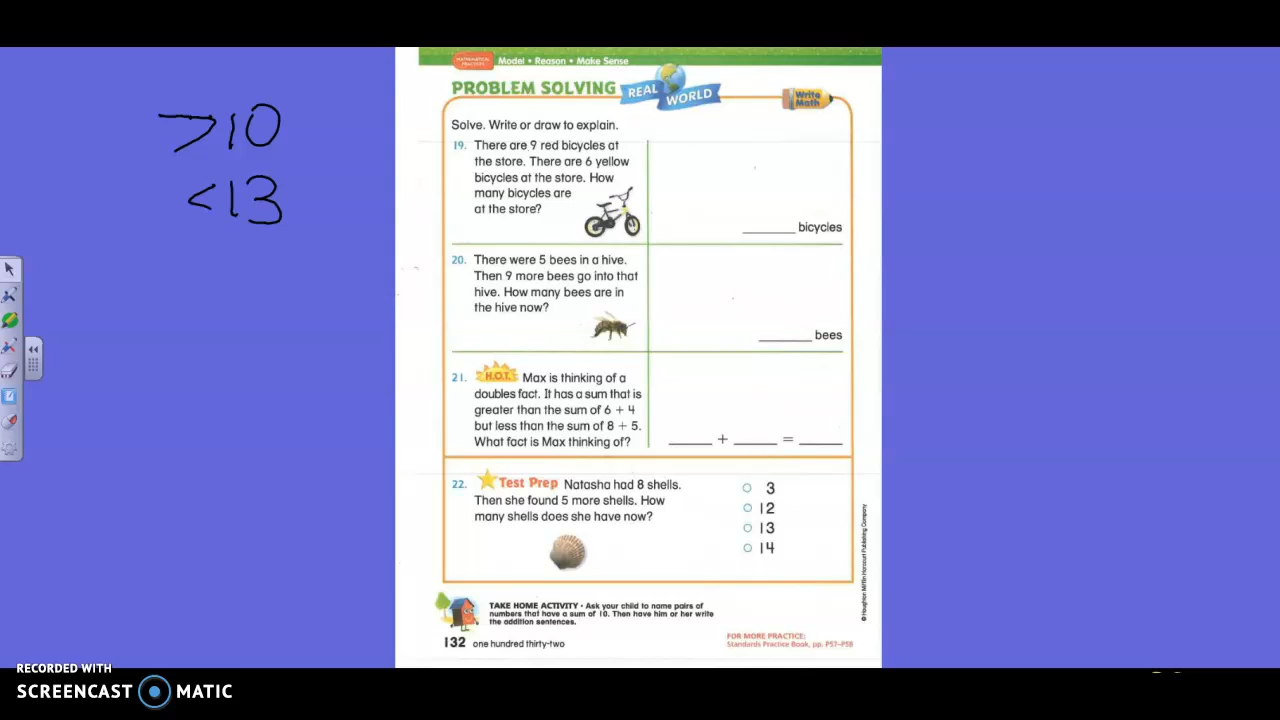 >10
<13
MATHEMATICAL PRACTICES
Model • Reason • Make Sense
PROBLEM SOLVING
REAL WORLD
Write Math
Solve. Write or draw to explain.
19. There are 9 red bicycles at
the store. There are 6 yellow
bicycles at the store. How
many bicycles are
at the store?
______ bicycles
20. There were 5 bees in a hive.
Then 9 more bees go into that
hive. How many bees are in
the hive now?
______ bees
21. H.O.T. Max is thinking of a
doubles fact. It has a sum that is
greater than the sum of 6 + 4
but less than the sum of 8 + 5.
What fact is Max thinking of?
_____ + _____ = _____
22. Test Prep Natasha had 8 shells.
Then she found 5 more shells. How
many shells does she have now?
3
12
13
14
TAKE HOME ACTIVITY • Ask your child to name pairs of
numbers that have a sum of 10. Then have him or her write
the addition sentences.
132 one hundred thirty-two
FOR MORE PRACTICE:
Standards Practice Book, pp. P57–P58
© Houghton Mifflin Harcourt Publishing Company
RECORDED WITH
SCREENCAST MATIC